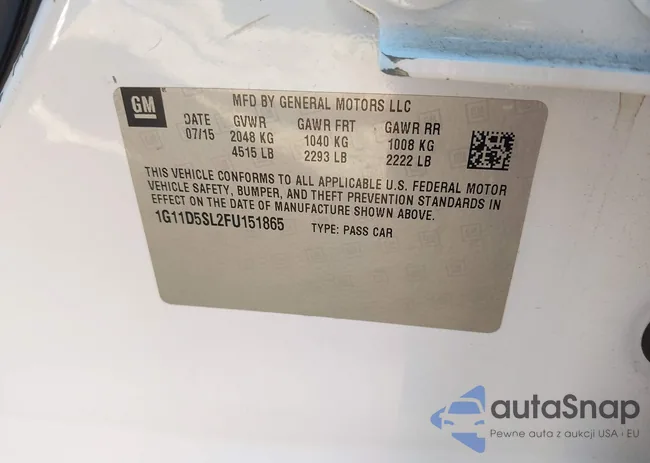 GM
MFD BY GENERAL MOTORS LLC
DATE GVWR GAWR FRT GAWR RR
07/15 2048 KG 1040 KG 1008 KG
4515 LB 2293 LB 2222 LB
THIS VEHICLE CONFORMS TO ALL APPLICABLE U.S. FEDERAL MOTOR
VEHICLE SAFETY, BUMPER, AND THEFT PREVENTION STANDARDS IN
EFFECT ON THE DATE OF MANUFACTURE SHOWN ABOVE.
1G11D5SL2FU151865 TYPE: PASS CAR
autaSnap
Pewne auta z aukcji USA i EU